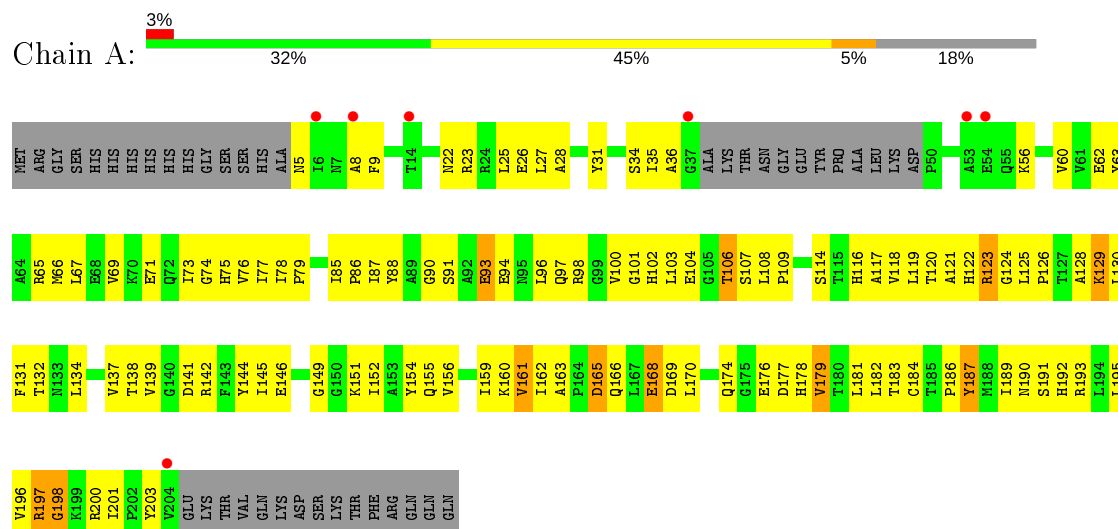 3%
Chain A:
32% 45% 5% 18%
MET ARG GLY SER HIS HIS HIS HIS HIS HIS GLY SER SER HIS ALA N5 I6 N7 A8 F9 T14 N22 R23 R24 L25 E26 L27 A28 Y31 S34 I35 A36 G37 ALA LYS THR ASN GLY GLU TYR PRO ALA LEU LYS ASP P50 A53 E54 Q55 K56 V60 V61 E62 Y63
A64 R65 M66 L67 E68 V69 K70 E71 Q72 I73 G74 H75 V76 I77 I78 P79 I85 P86 I87 Y88 A89 G90 S91 A92 E93 E94 N95 L96 Q97 R98 G99 V100 G101 H102 L103 E104 G105 T106 S107 L108 P109 S114 T115 H116 A117 V118 L119 T120 A121 H122 R123 G124 L125 P126 T127 A128 K129 L130
F131 T132 N133 L134 V137 T138 V139 G140 D141 R142 F143 Y144 I145 E146 G149 G150 K151 I152 A153 Y154 Q155 V156 I159 K160 V161 I162 A163 P164 D165 Q166 L167 E168 D169 L170 Q174 G175 E176 D177 H178 V179 T180 L181 L182 T183 C184 T185 P186 Y187 M188 I189 N190 S191 H192 R193 L194 L195
V196 R197 G198 K199 R200 I201 P202 Y203 V204 GLU LYS THR VAL GLN LYS ASP SER LYS THR PHE ARG GLN GLN GLN